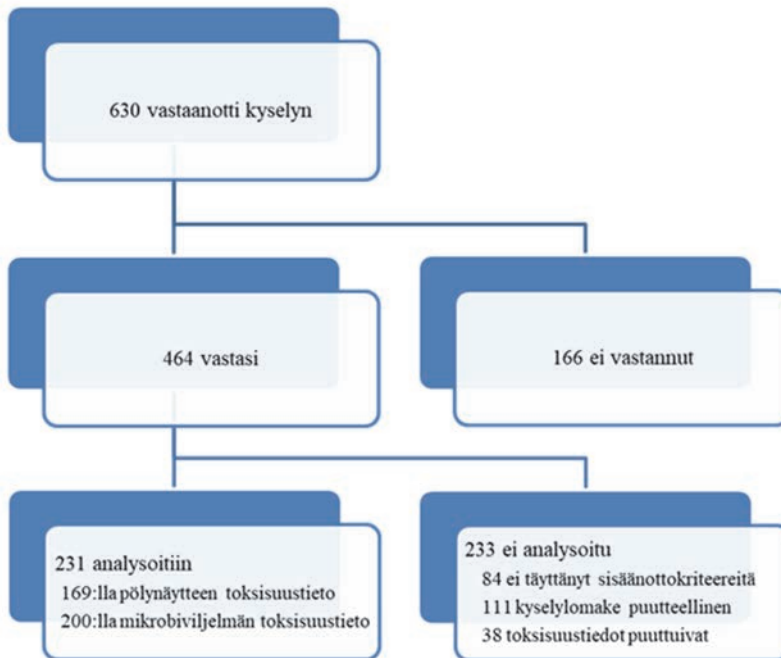 630 vastaanotti kyselyn
464 vastasi
166 ei vastannut
231 analysoitiin
169:lla pölynäytteen toksisuustieto
200:lla mikrobiviljelmän toksisuustieto
233 ei analysoitu
84 ei täyttänyt sisäänottokriteereitä
111 kyselylomake puutteellinen
38 toksisuustiedot puuttuivat